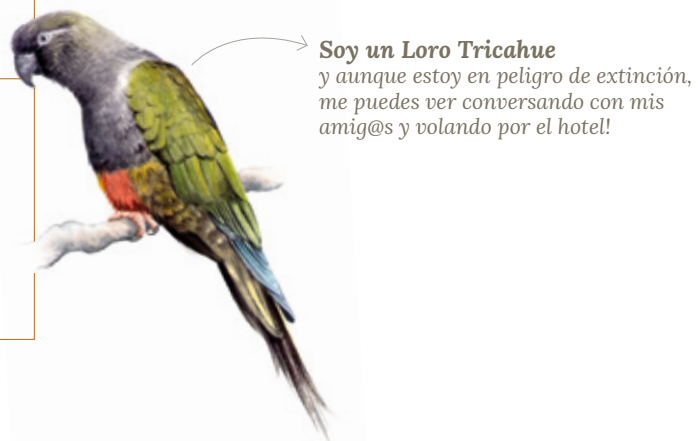 Soy un Loro Tricahue
y aunque estoy en peligro de extinción,
me puedes ver conversando con mis
amig@s y volando por el hotel!